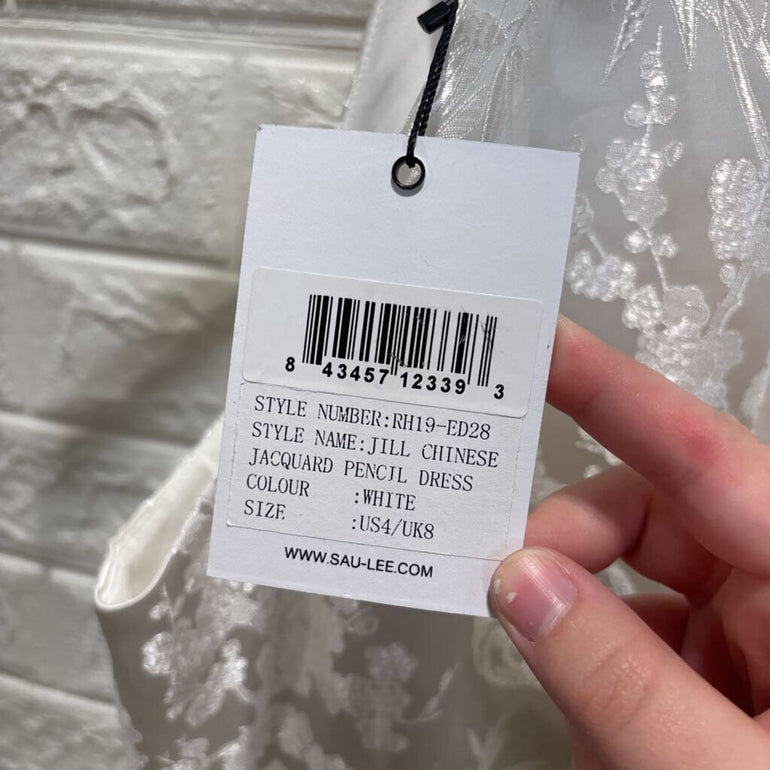 8 43457 12339 3
STYLE NUMBER:RH19-ED28
STYLE NAME:JILL CHINESE
JACQUARD PENCIL DRESS
COLOUR :WHITE
SIZE :US4/UK8
WWW.SAU-LEE.COM